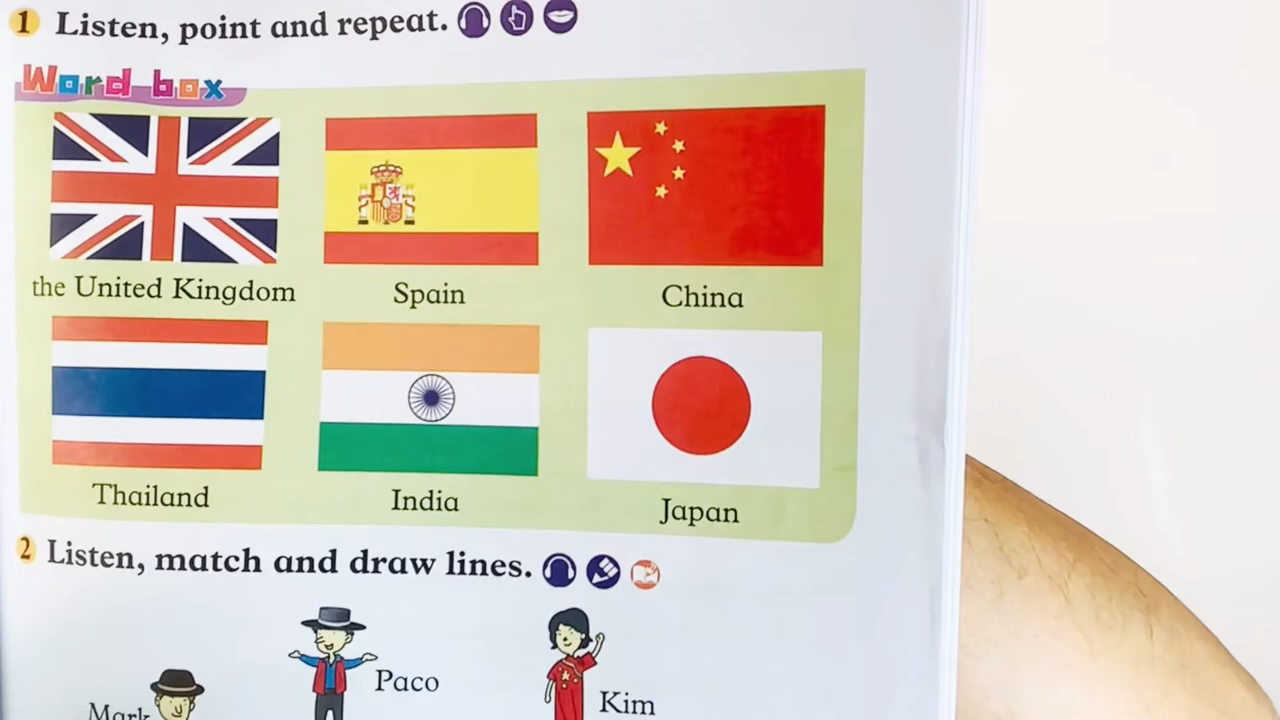 1 Listen, point and repeat.
Word box
the United Kingdom
Spain
China
Thailand
India
Japan
2 Listen, match and draw lines.
Paco
Mark
Kim